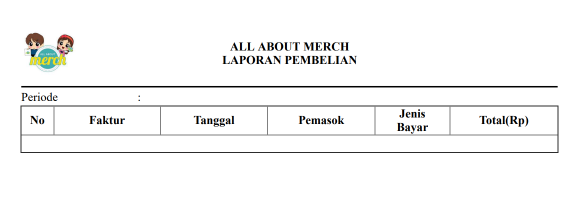 ALL ABOUT MERCH
LAPORAN PEMBELIAN
merch
Periode :
No Faktur Tanggal Pemasok Jenis Bayar Total(Rp)